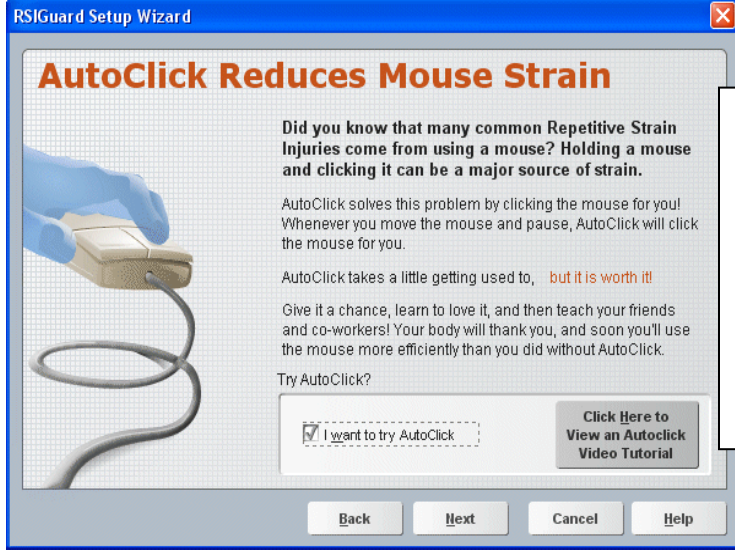 RSIGuard Setup Wizard
AutoClick Reduces Mouse Strain
Did you know that many common Repetitive Strain
Injuries come from using a mouse? Holding a mouse
and clicking it can be a major source of strain.
AutoClick solves this problem by clicking the mouse for you!
Whenever you move the mouse and pause, AutoClick will click
the mouse for you.
AutoClick takes a little getting used to, but it is worth it!
Give it a chance, learn to love it, and then teach your friends
and co-workers! Your body will thank you, and soon you'll use
the mouse more efficiently than you did without AutoClick.
Try AutoClick?
I want to try AutoClick
Click Here to
View an Autoclick
Video Tutorial
Back Next Cancel Help